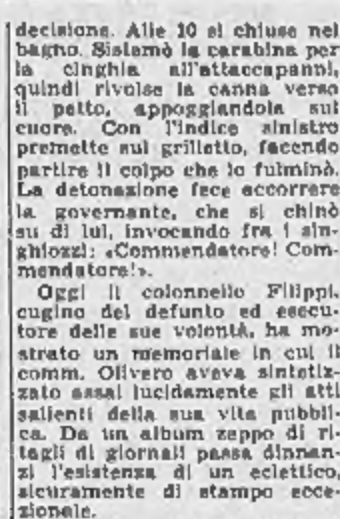 decisione. Alle 10 si chiuse nel
bagno. Sistemò la carabina per
la cinghia all'attaccapanni,
quindi rivolse la canna verso
il petto, appoggiandola sul
cuore. Con l'indice sinistro
premette sul grilletto, facendo
partire il colpo che lo fulminò.
La detonazione fece accorrere
la governante, che si chinò
su di lui, invocando fra i sin-
ghiozzi: «Commendatore! Com-
mendatore!».
Oggi il colonnello Filippi,
cugino del defunto ed esecu-
tore delle sue volontà, ha mo-
strato un memoriale in cui il
comm. Olivero aveva sintetiz-
zato assai lucidamente gli atti
salienti della sua vita pubbli-
ca. Da un album zeppo di ri-
tagli di giornali passa dinnan-
zi l'esistenza di un eclettico,
sicuramente di stampo ecce-
zionale.